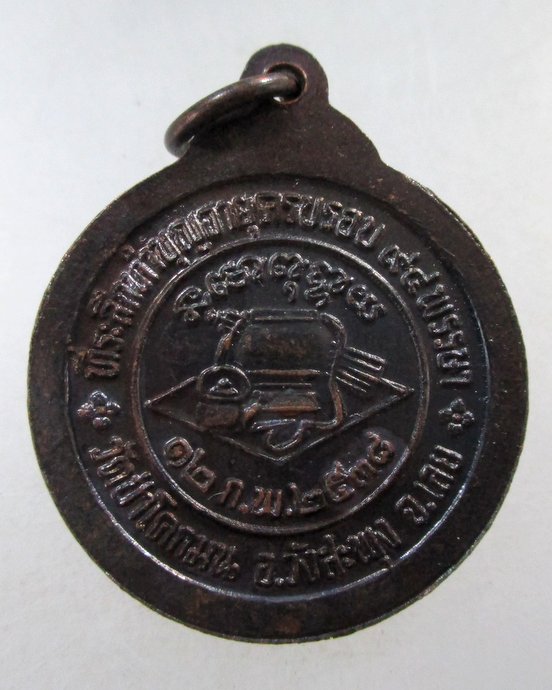 ที่ระลึกทำบุญอายุครบรอบ ๙๔ พรรษา
๑๒ ก.พ.๒๕๓๘
วัดป่าโคกมน อ.วังสะพุง จ.เลย